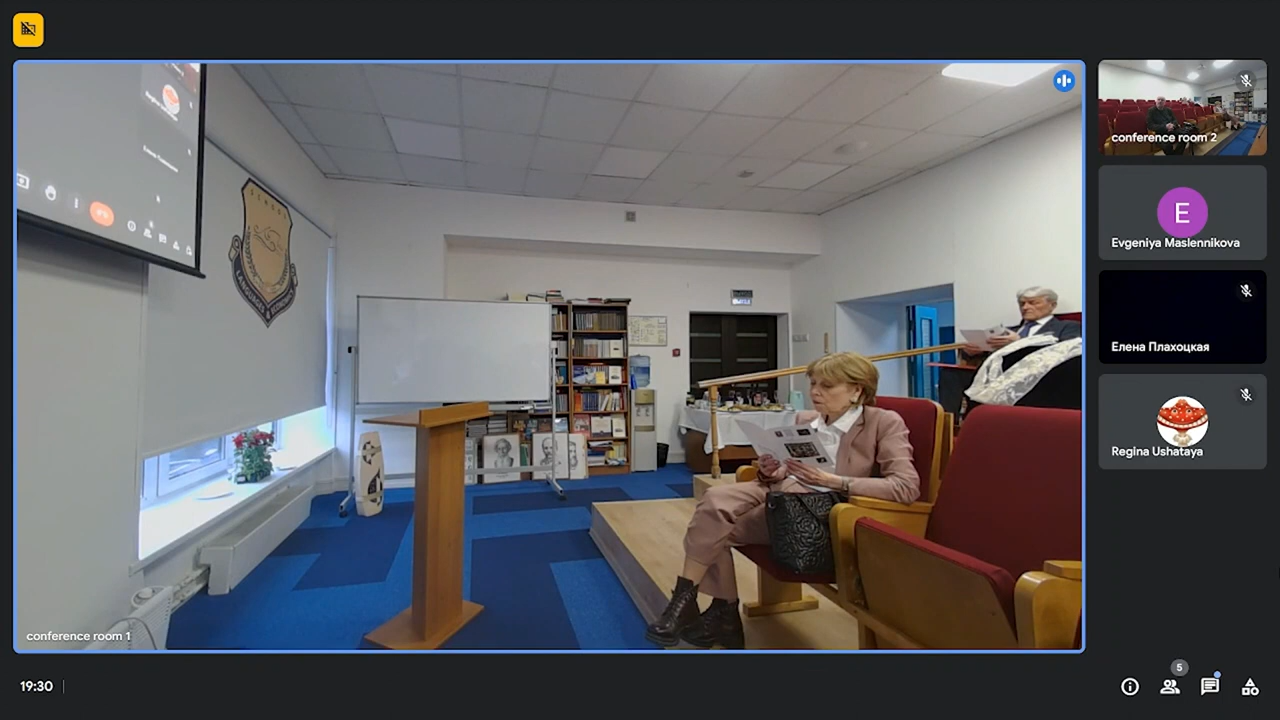 conference room 2
Evgeniya Maslennikova
E
Елена Плахоцкая
Regina Ushataya
conference room 1
19:30
5